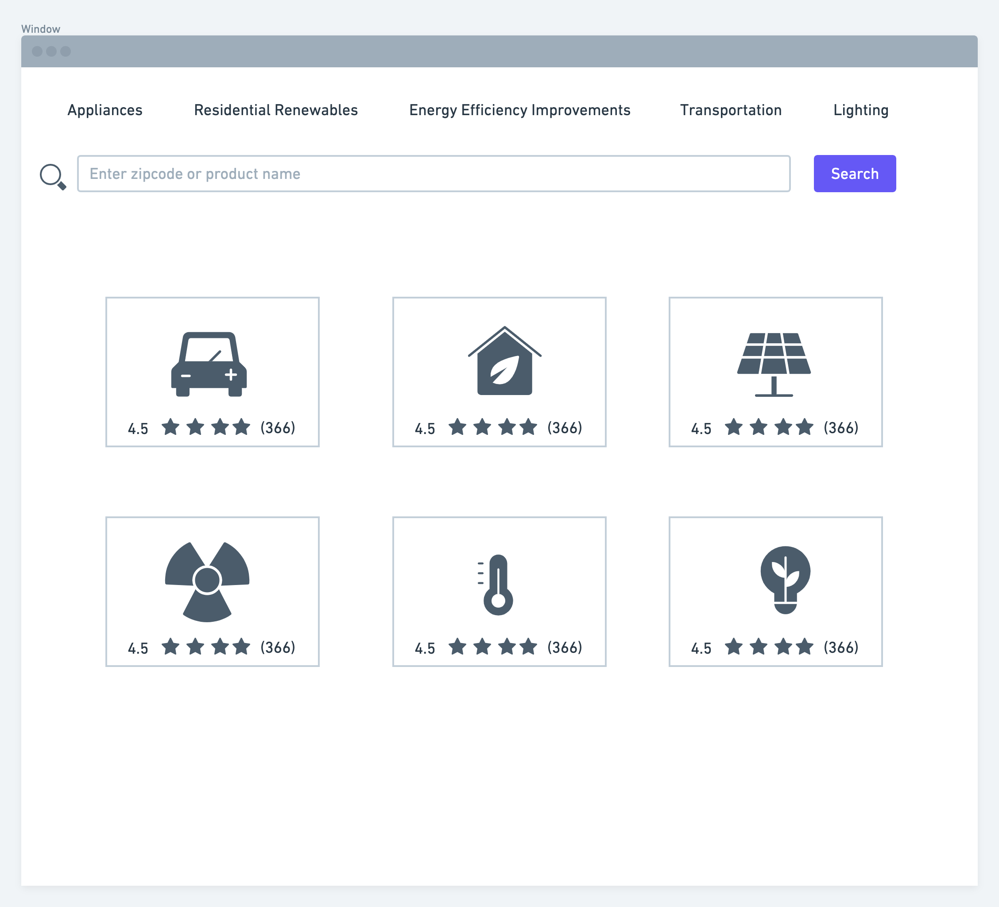 Window
Appliances Residential Renewables Energy Efficiency Improvements Transportation Lighting
Enter zipcode or product name Search
4.5 (366) 4.5 (366) 4.5 (366)
4.5 (366) 4.5 (366) 4.5 (366)